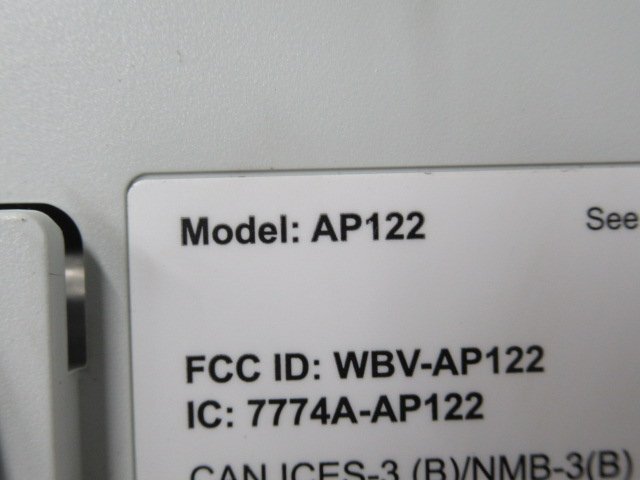 Model: AP122
See
FCC ID: WBV-AP122
IC: 7774A-AP122
CAN ICES-3 (B)/NMB-3(B)